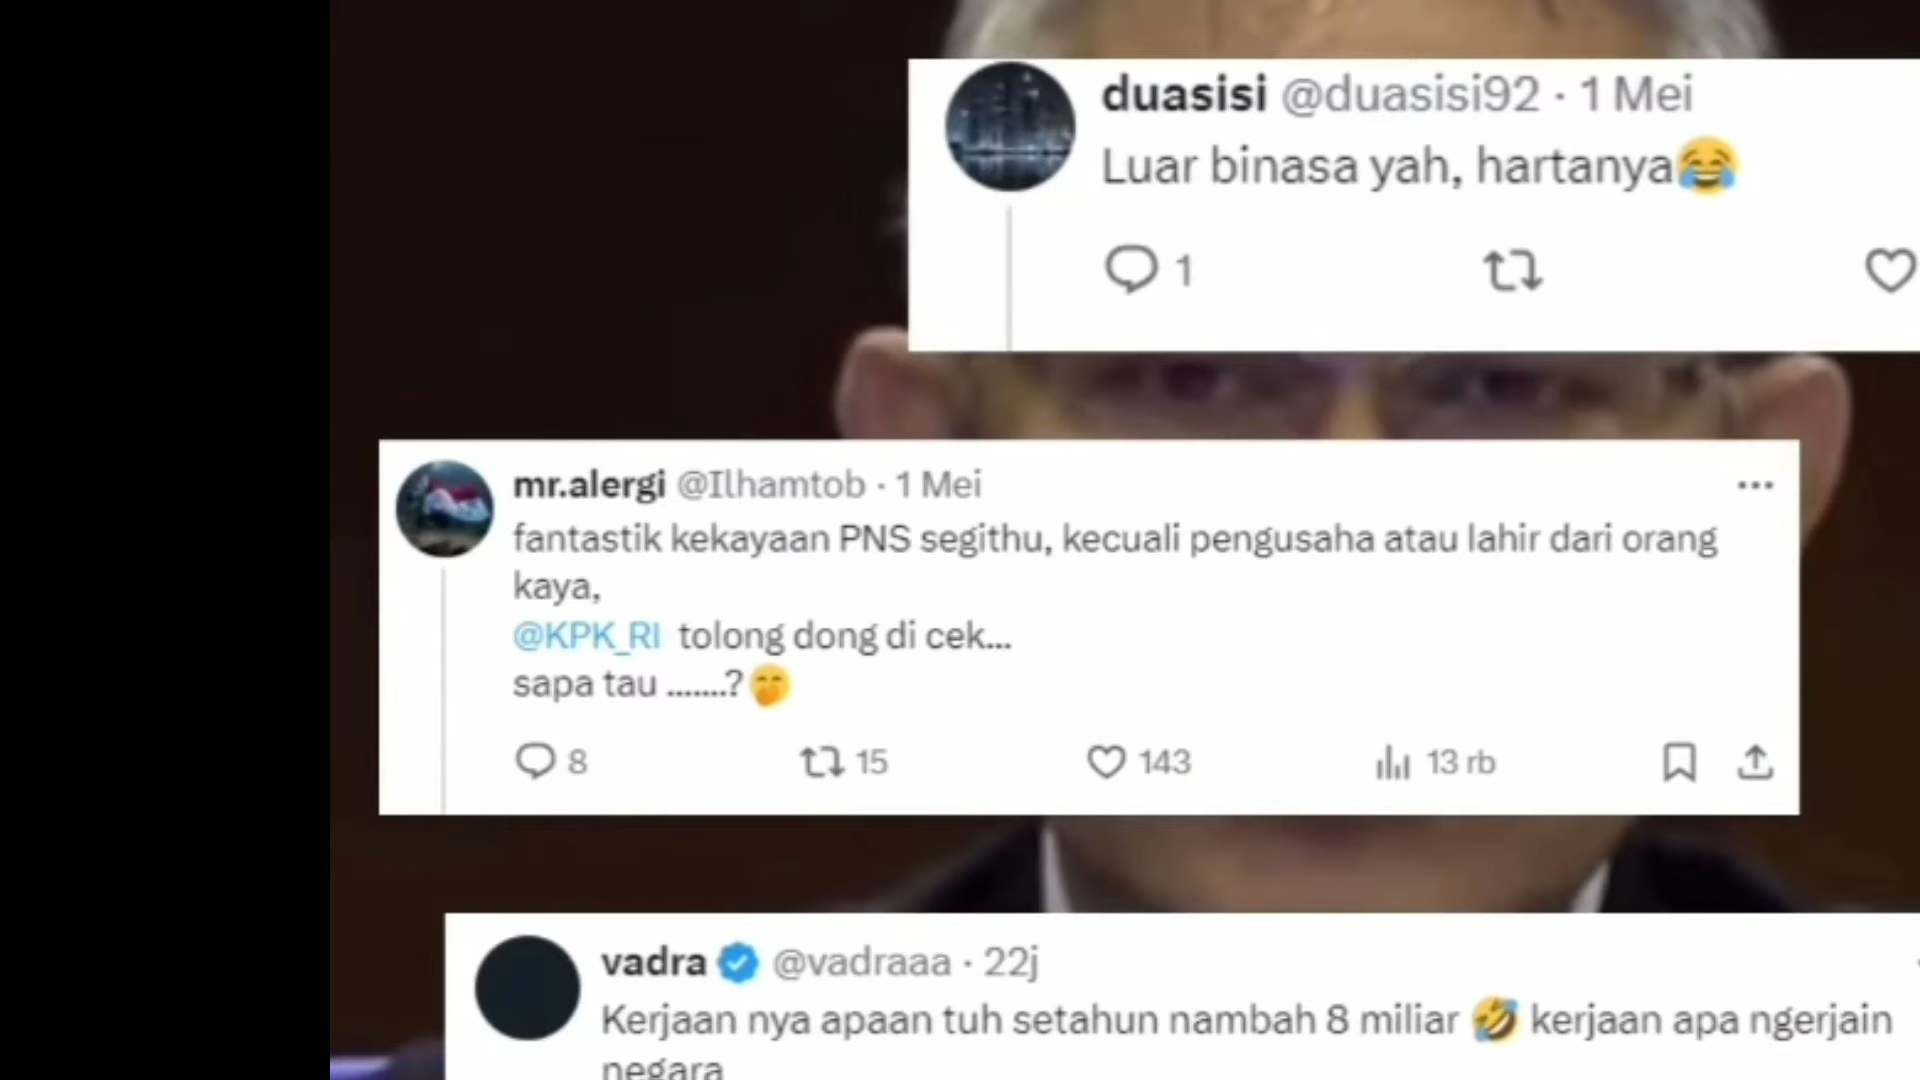 duasisi @duasisi92 · 1 Mei
Luar binasa yah, hartanya😂
1
mr.alergi @Ilhamtob · 1 Mei
fantastik kekayaan PNS segithu, kecuali pengusaha atau lahir dari orang
kaya,
@KPK_RI tolong dong di cek...
sapa tau .......?🤭
8 15 143 13 rb
vadra @vadraaa · 22j
Kerjaan nya apaan tuh setahun nambah 8 miliar 🤣 kerjaan apa ngerjain
negara